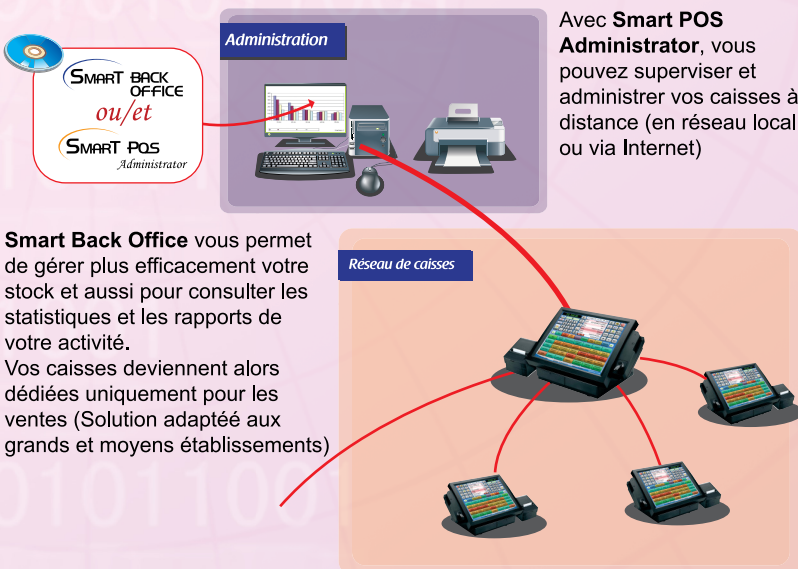 SMART BACK
OFFICE
ou/et
SMART POS
Administrator
Administration
Avec Smart POS
Administrator, vous
pouvez superviser et
administrer vos caisses à
distance (en réseau local
ou via Internet)
Smart Back Office vous permet
de gérer plus efficacement votre
stock et aussi pour consulter les
statistiques et les rapports de
votre activité.
Vos caisses deviennent alors
dédiées uniquement pour les
ventes (Solution adaptéé aux
grands et moyens établissements)
Réseau de caisses